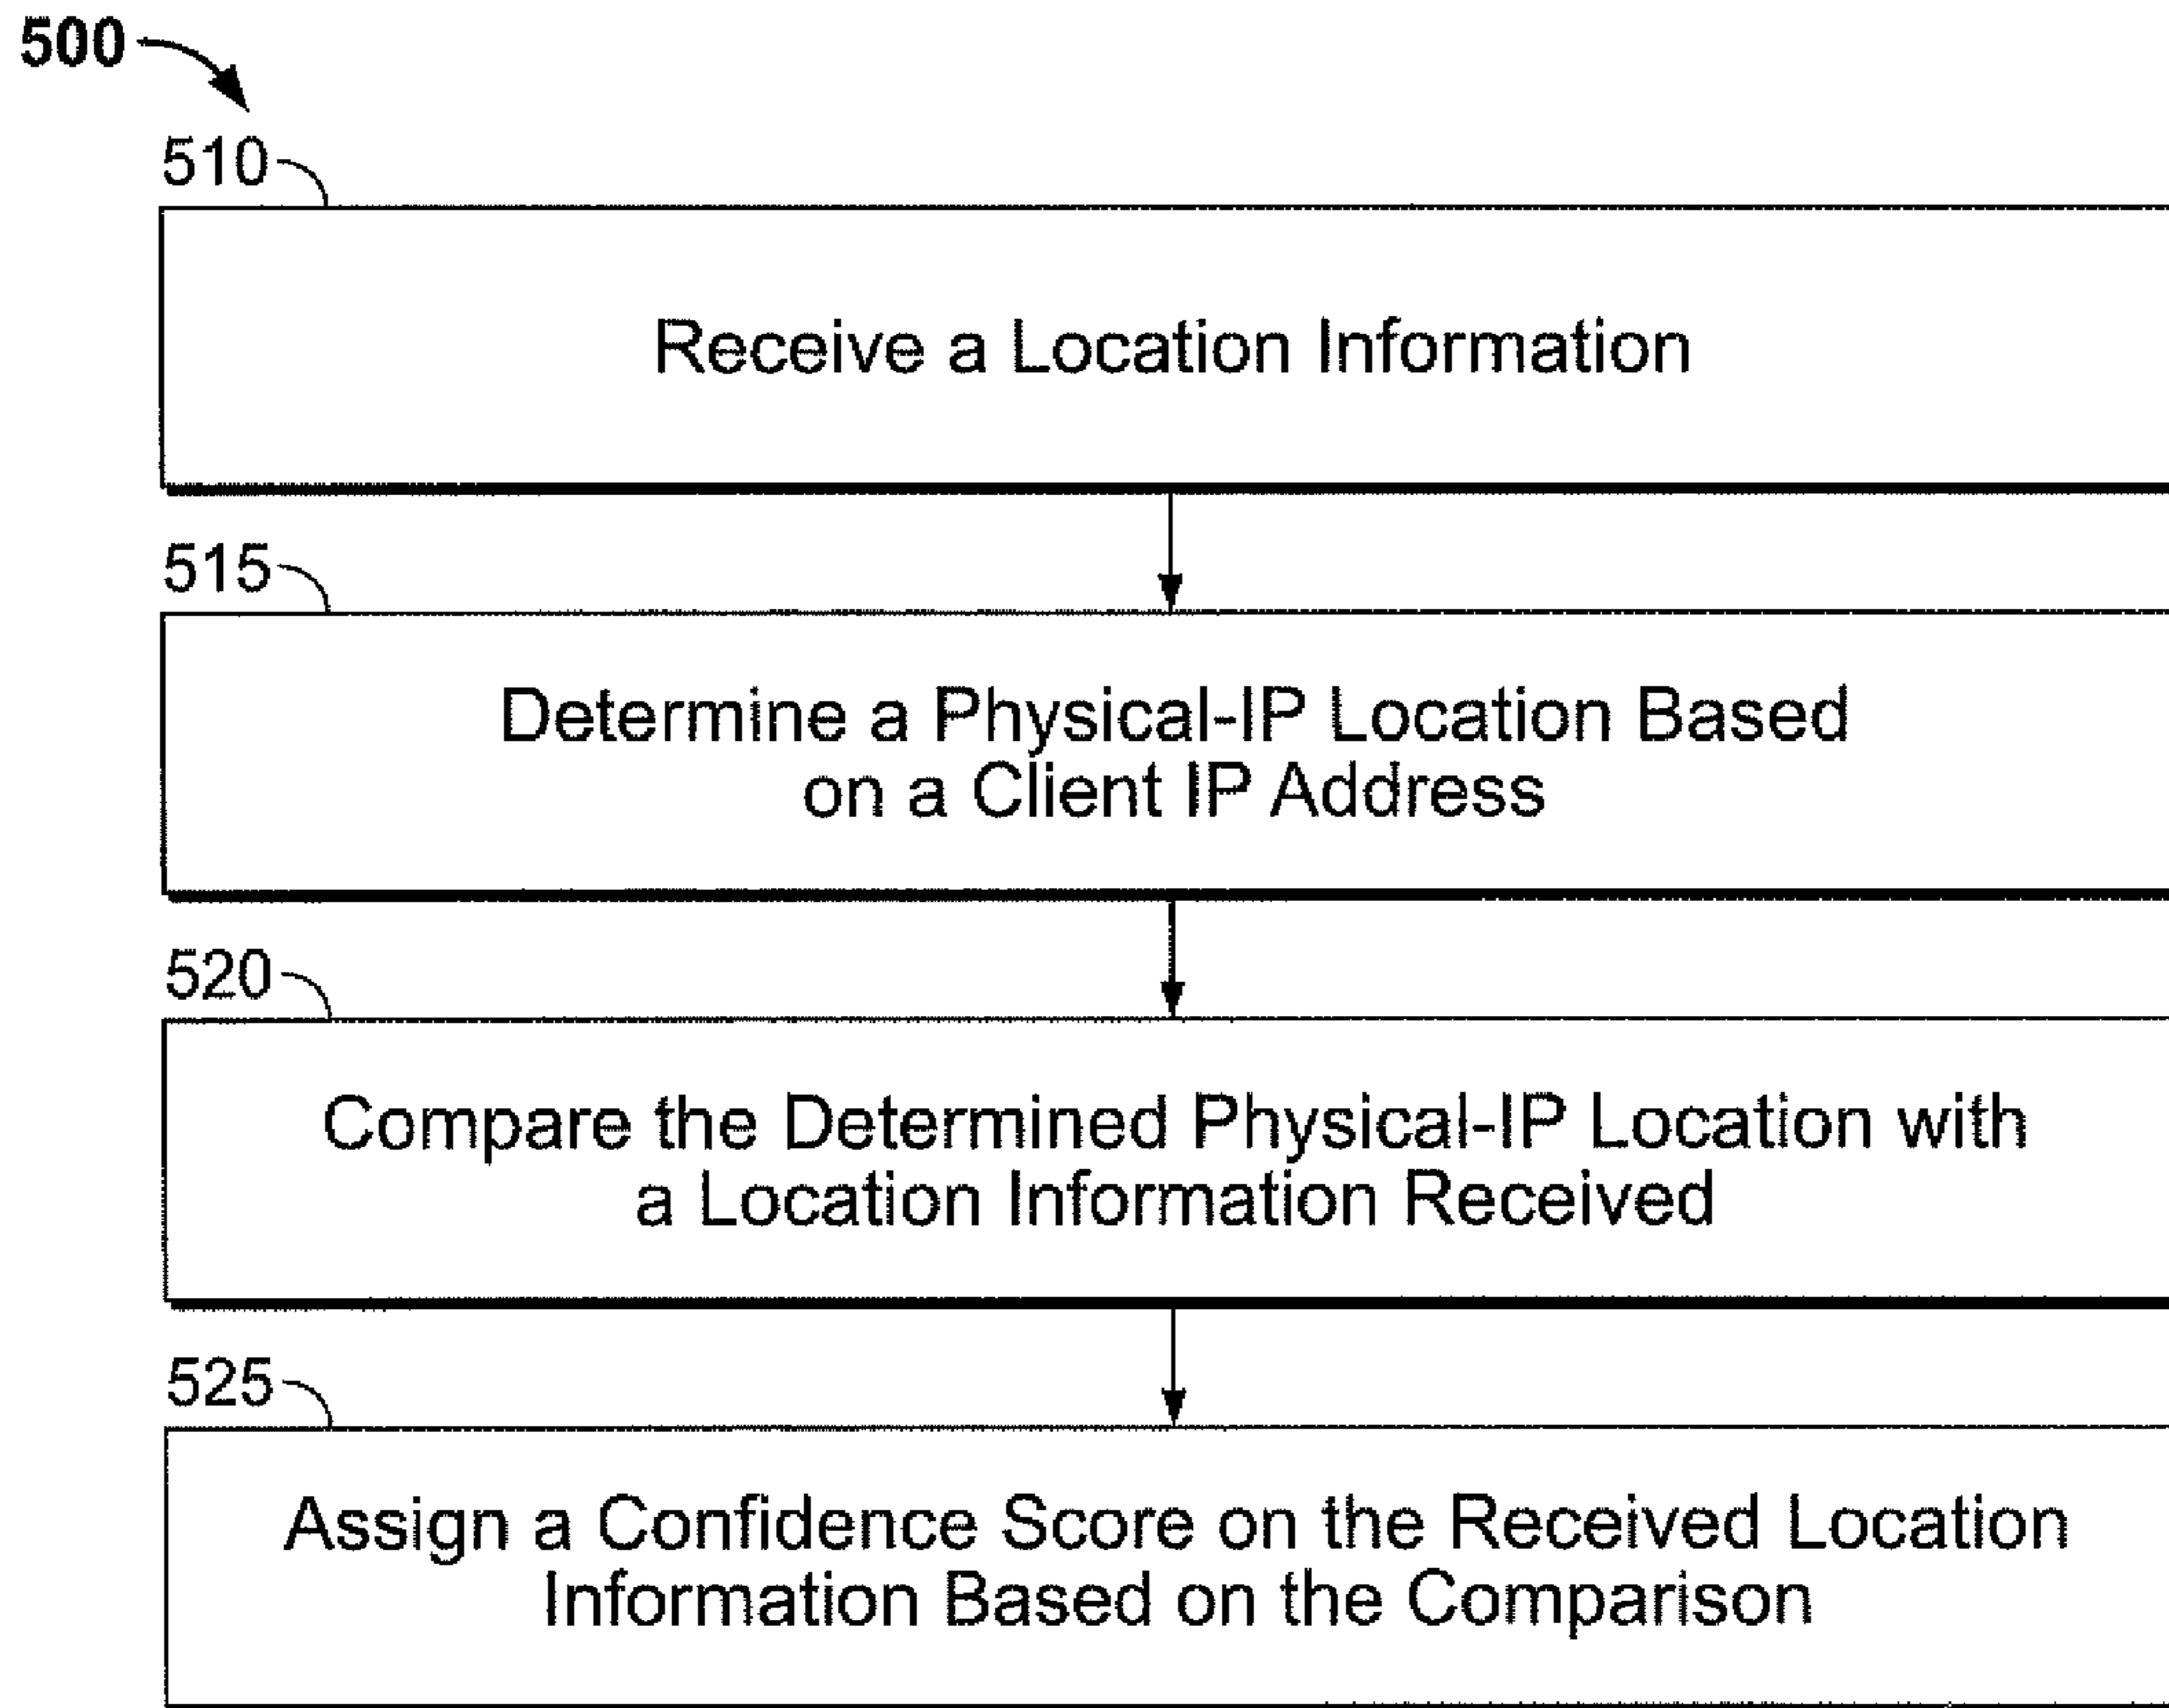 500
510
Receive a Location Information
515
Determine a Physical-IP Location Based
on a Client IP Address
520
Compare the Determined Physical-IP Location with
a Location Information Received
525
Assign a Confidence Score on the Received Location
Information Based on the Comparison